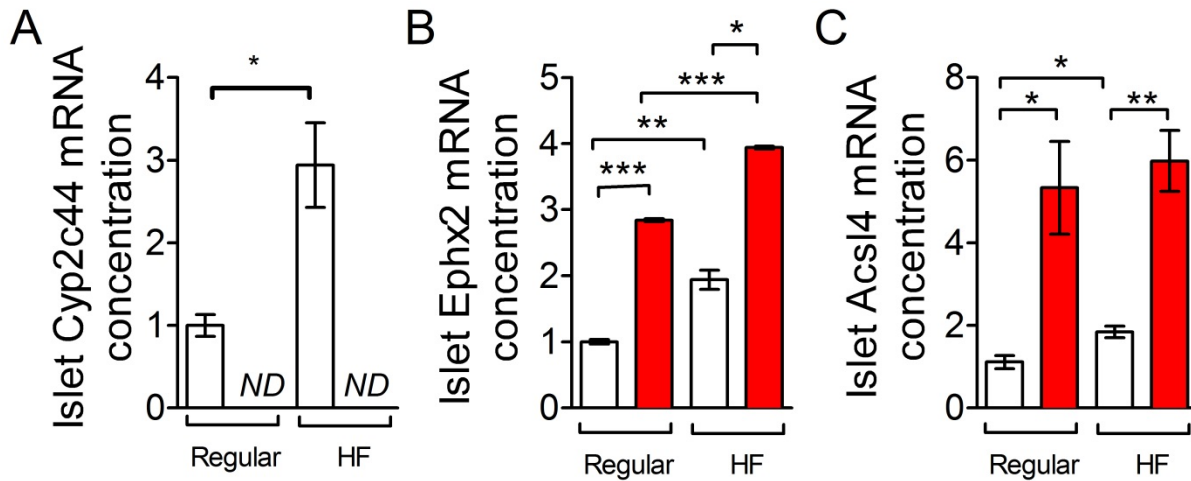 A
Islet Cyp2c44 mRNA
concentration
4
3
2
1
0
*
ND
ND
Regular
HF
B
Islet Ephx2 mRNA
concentration
5
4
3
2
1
0
*
***
**
***
Regular
HF
C
Islet Acsl4 mRNA
concentration
8
6
4
2
0
*
*
**
Regular
HF